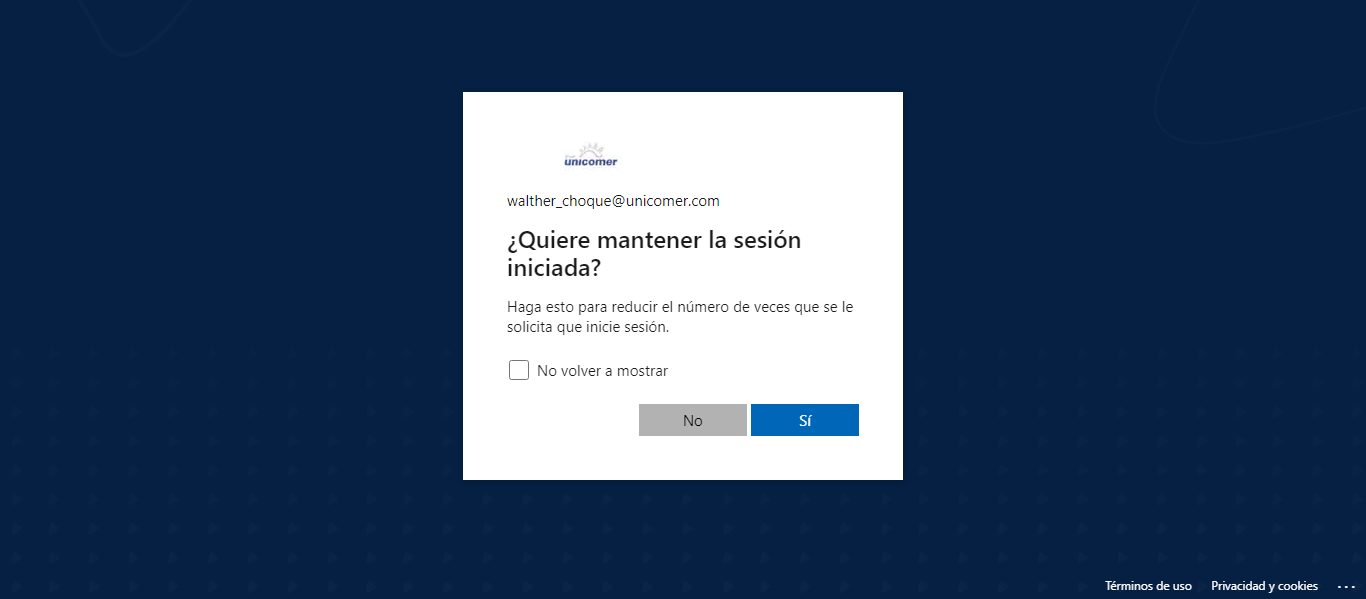 unicomer
walther_choque@unicomer.com
¿Quiere mantener la sesión
iniciada?
Haga esto para reducir el número de veces que se le
solicita que inicie sesión.
No volver a mostrar
No
Sí
Términos de uso
Privacidad y cookies
...